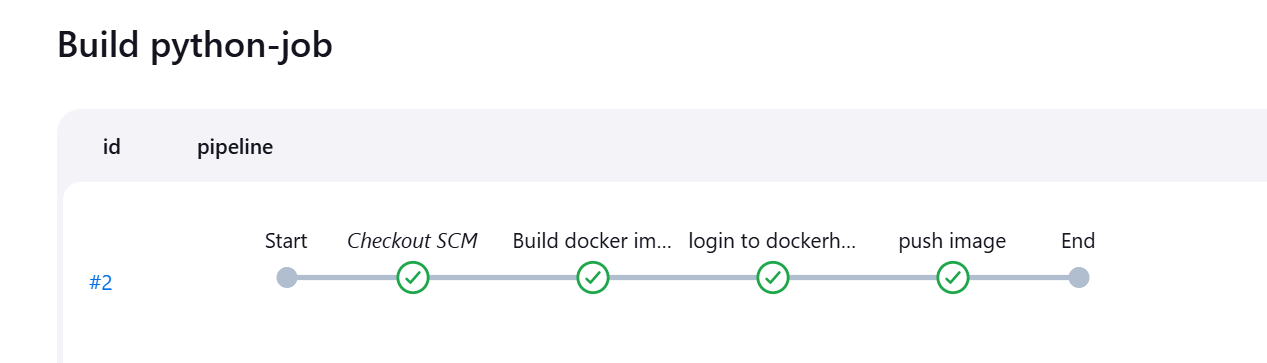 Build python-job
id pipeline
Start Checkout SCM Build docker im... login to dockerh... push image End
#2